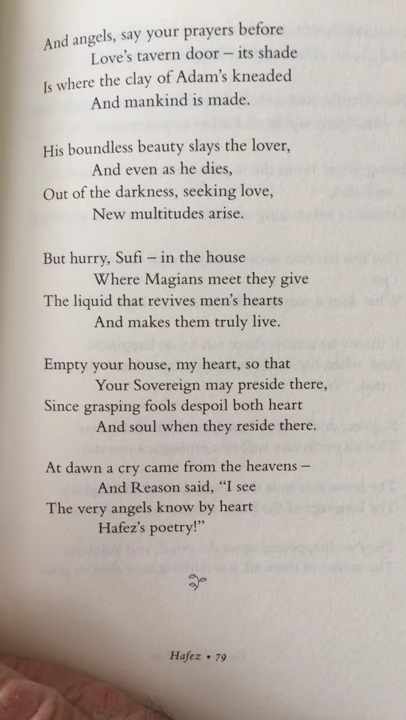 And angels, say your prayers before
Love's tavern door – its shade
Is where the clay of Adam's kneaded
And mankind is made.
His boundless beauty slays the lover,
And even as he dies,
Out of the darkness, seeking love,
New multitudes arise.
But hurry, Sufi – in the house
Where Magians meet they give
The liquid that revives men's hearts
And makes them truly live.
Empty your house, my heart, so that
Your Sovereign may preside there,
Since grasping fools despoil both heart
And soul when they reside there.
At dawn a cry came from the heavens –
And Reason said, “I see
The very angels know by heart
Hafez's poetry!”
Hafez • 79